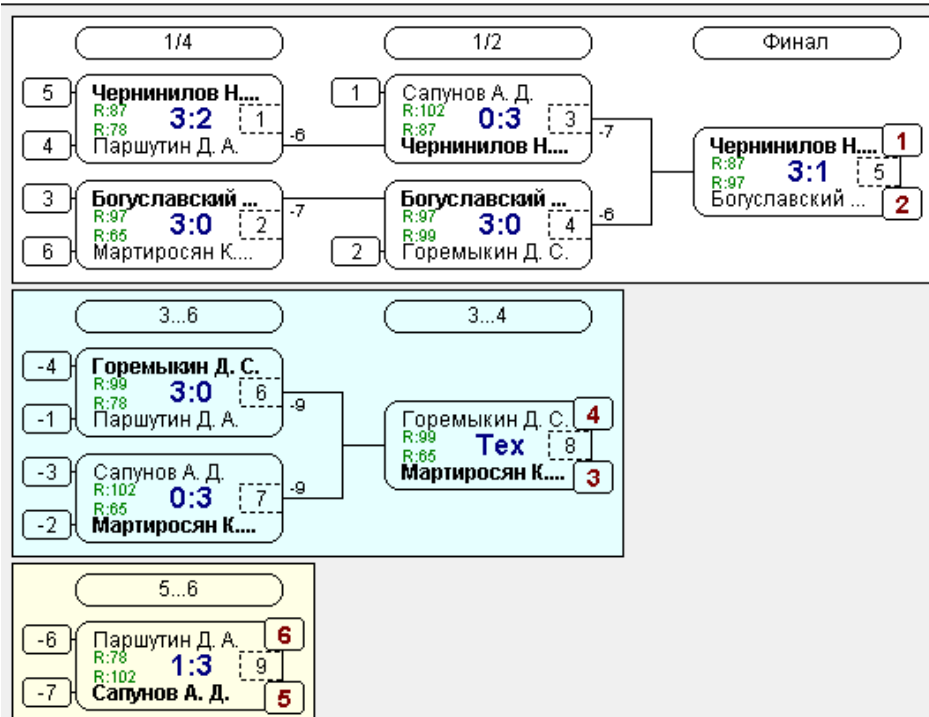 1/4 1/2 Финал
5 Чернинилов Н.... 1 Сапунов А. Д.
R:87 3:2 1 R:102 0:3 3
R:78 -6 R:87 -7
4 Паршутин Д. А. Чернинилов Н....
Чернинилов Н.... 1
R:87 3:1 5
R:97
Богуславский ... 2
3 Богуславский ... Богуславский ...
R:97 3:0 2 -7 R:97 3:0 4 -6
R:65 R:99
6 Мартиросян К.... 2 Горемыкин Д. С.
3...6 3...4
-4 Горемыкин Д. С.
R:99 3:0 6 -9
R:78
-1 Паршутин Д. А.
Горемыкин Д. С. 4
R:99 Тех 8
R:65
Мартиросян К.... 3
-3 Сапунов А. Д.
R:102 0:3 7 -9
R:65
-2 Мартиросян К....
5...6
-6 Паршутин Д. А. 6
R:78 1:3 9
R:102
-7 Сапунов А. Д. 5